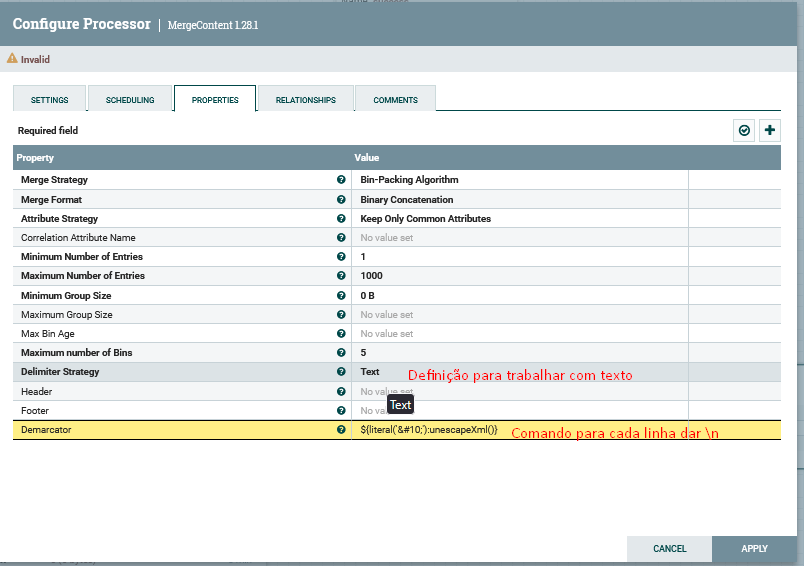 Configure Processor | MergeContent 1.28.1
Invalid
SETTINGS SCHEDULING PROPERTIES RELATIONSHIPS COMMENTS
Required field
Property Value
Merge Strategy Bin-Packing Algorithm
Merge Format Binary Concatenation
Attribute Strategy Keep Only Common Attributes
Correlation Attribute Name No value set
Minimum Number of Entries 1
Maximum Number of Entries 1000
Minimum Group Size 0 B
Maximum Group Size No value set
Max Bin Age No value set
Maximum number of Bins 5
Delimiter Strategy Text Definição para trabalhar com texto
Header No value set
Footer No va
Text
Demarcator ${literal('&#10;'):unescapeXml()} Comando para cada linha dar \n
CANCEL APPLY